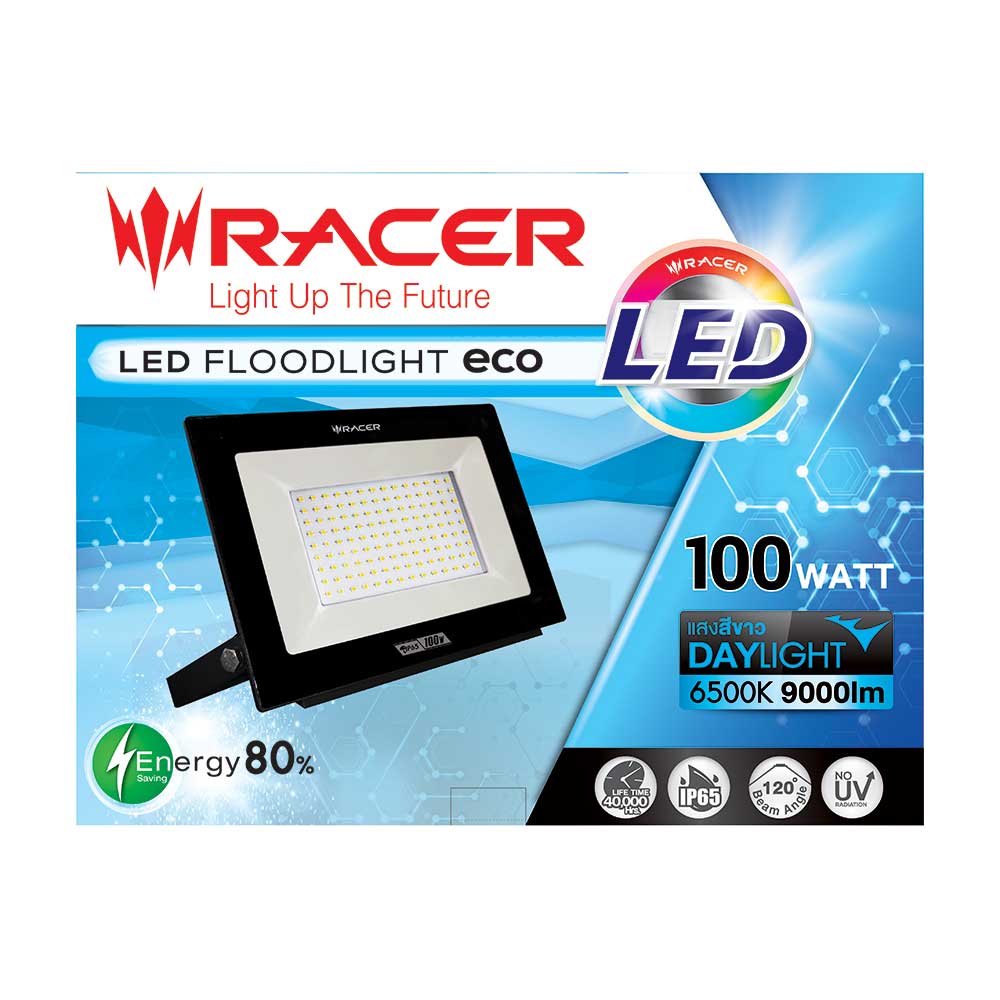 RACER
Light Up The Future
RACER
LED
LED FLOODLIGHT eco
RACER
IP65 100W
100 WATT
แสงสีขาว
DAYLIGHT
6500K 9000lm
Energy 80%
Saving
LIFE TIME
40,000
Hrs.
IP65
120°
Beam Angle
NO
UV
RADIATION